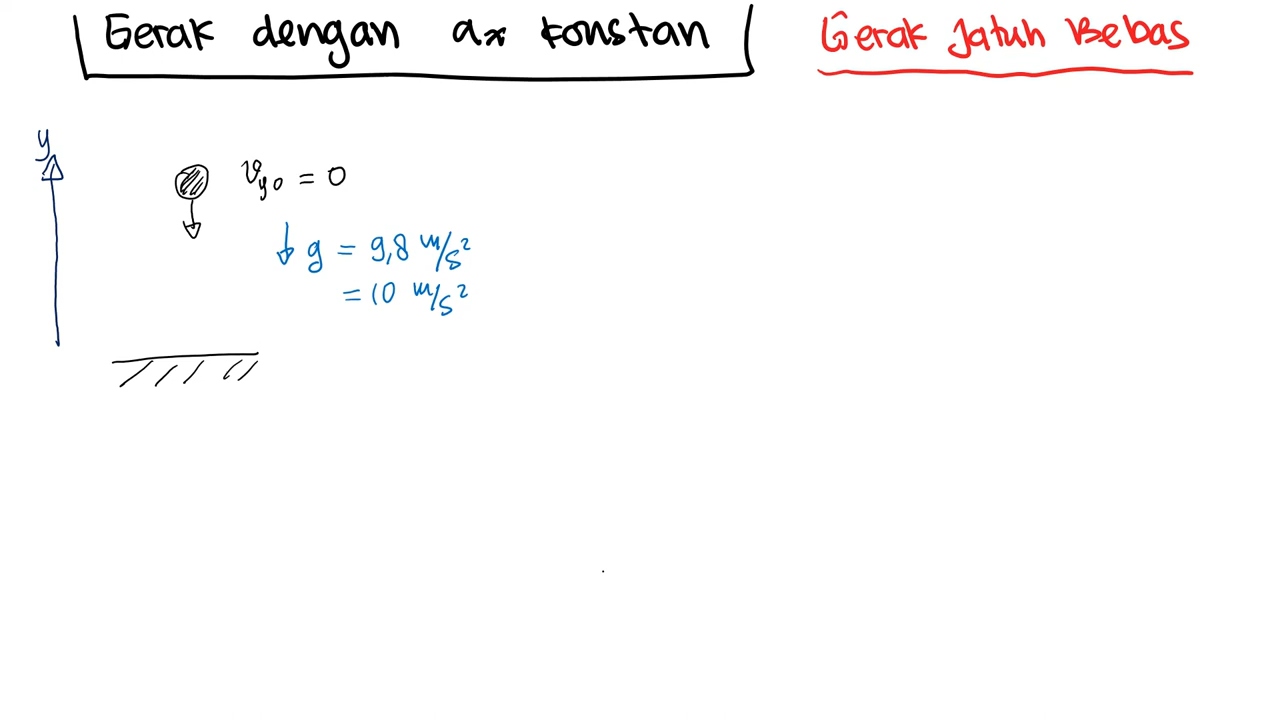 Gerak dengan ax konstan
Gerak Jatuh Bebas
y
vy0 = 0
g = 9,8 m/s²
= 10 m/s²